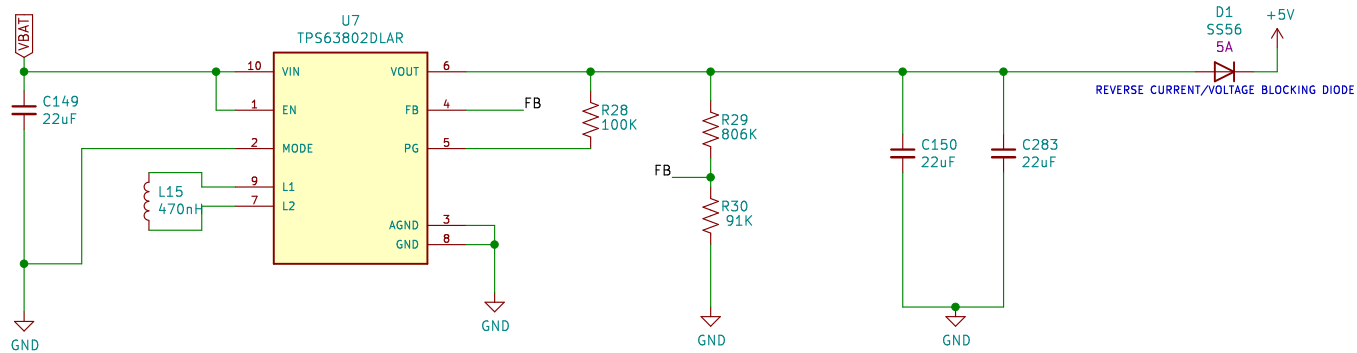 VBAT
C149
22uF
GND
U7
TPS63802DLAR
10
VIN
1
EN
2
MODE
9
L1
7
L2
L15
470nH
VOUT
6
FB
4
FB
PG
5
AGND
3
GND
8
GND
R28
100K
R29
806K
FB
R30
91K
GND
C150
22uF
C283
22uF
GND
D1
SS56
5A
+5V
REVERSE CURRENT/VOLTAGE BLOCKING DIODE